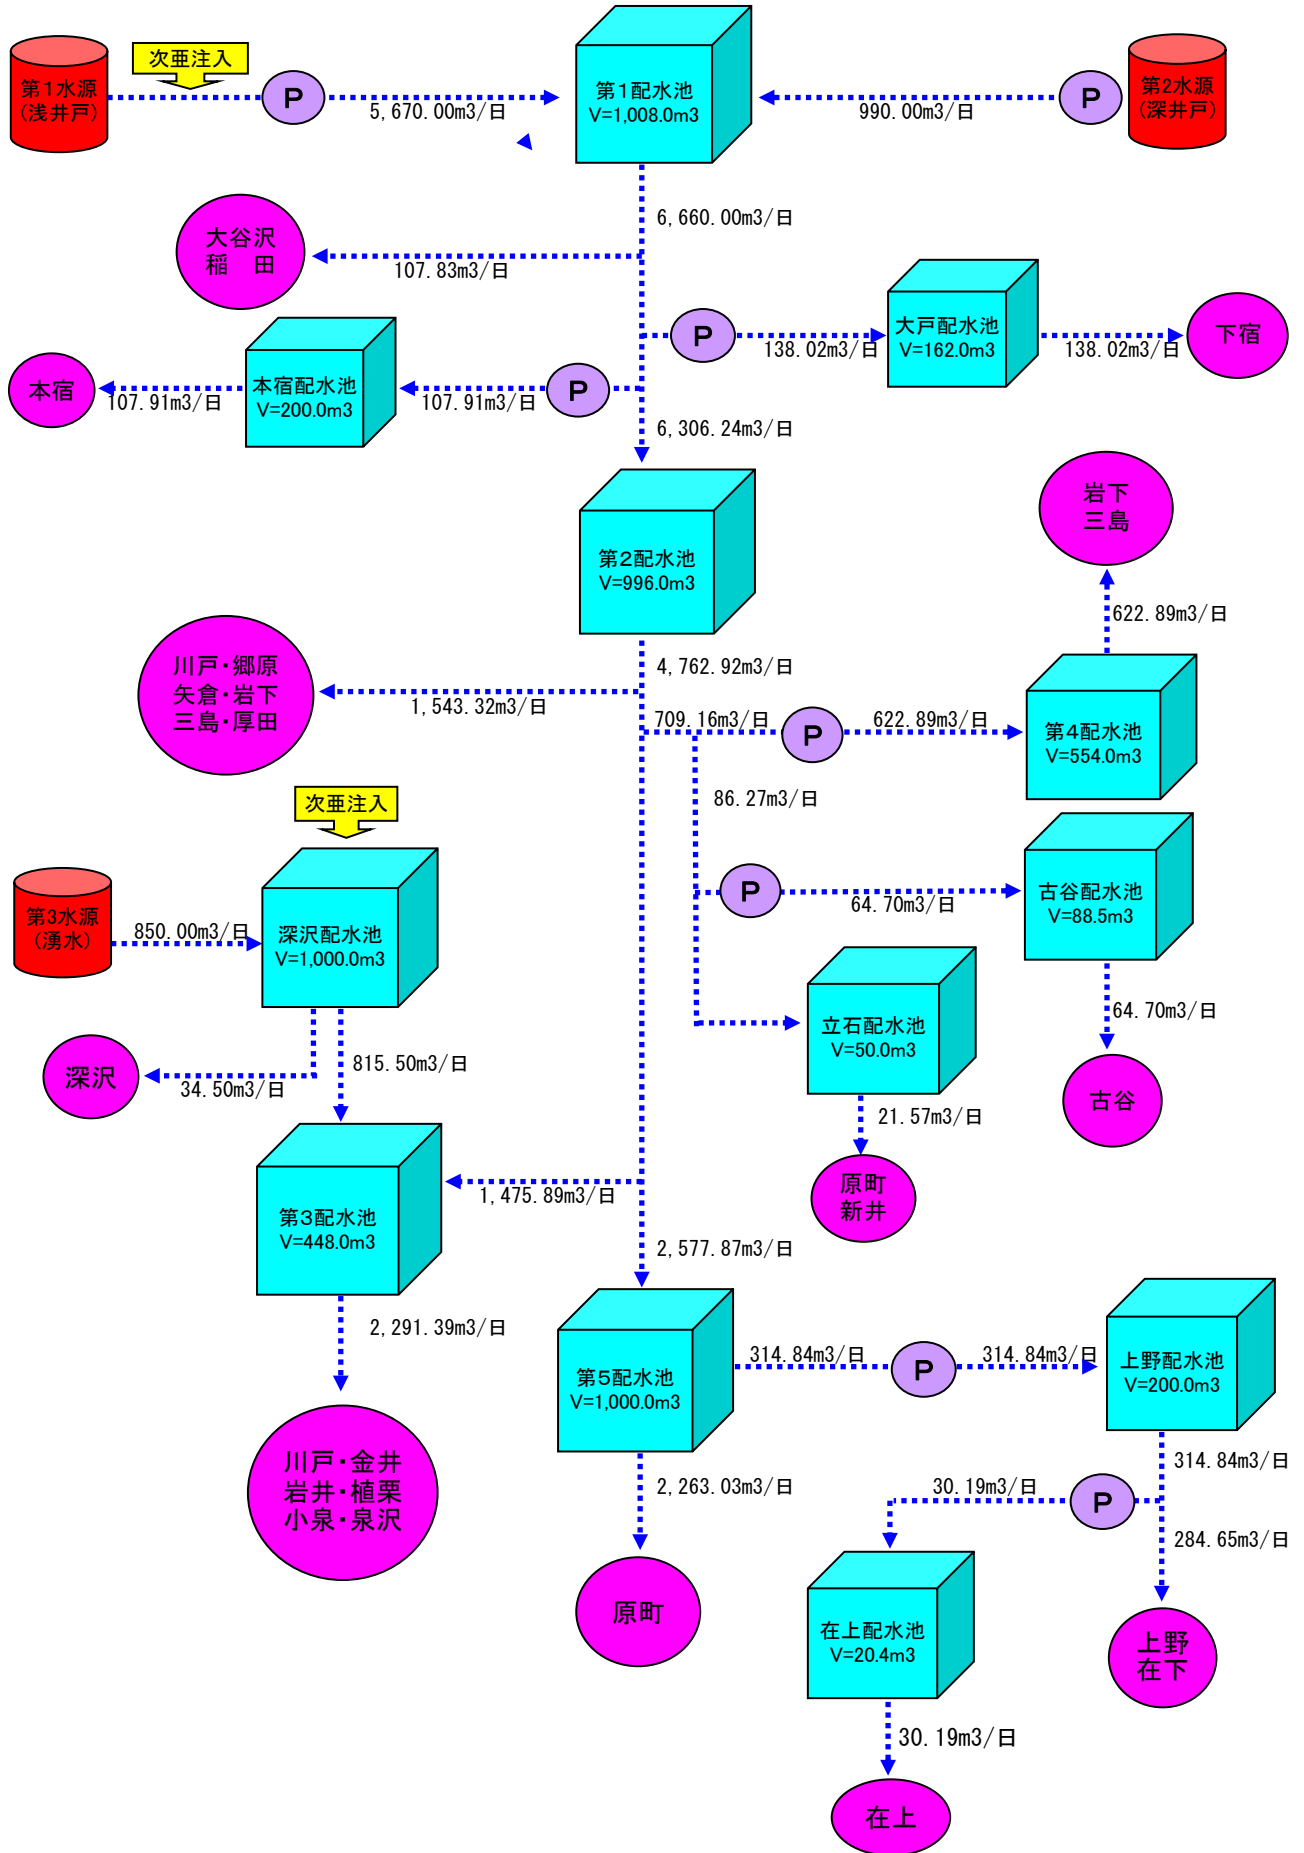 次亜注入
第1水源
(浅井戸)
P
5,670.00m3/日
第1配水池
V=1,008.0m3
990.00m3/日
P
第2水源
(深井戸)
6,660.00m3/日
大谷沢
稲　田
107.83m3/日
P
138.02m3/日
大戸配水池
V=162.0m3
138.02m3/日
下宿
本宿
107.91m3/日
本宿配水池
V=200.0m3
107.91m3/日
P
6,306.24m3/日
第2配水池
V=996.0m3
岩下
三島
622.89m3/日
川戸・郷原
矢倉・岩下
三島・厚田
1,543.32m3/日
4,762.92m3/日
709.16m3/日
P
622.89m3/日
第4配水池
V=554.0m3
86.27m3/日
P
64.70m3/日
古谷配水池
V=88.5m3
64.70m3/日
古谷
次亜注入
第3水源
(湧水)
850.00m3/日
深沢配水池
V=1,000.0m3
立石配水池
V=50.0m3
21.57m3/日
原町
新井
深沢
34.50m3/日
815.50m3/日
第3配水池
V=448.0m3
1,475.89m3/日
2,577.87m3/日
2,291.39m3/日
川戸・金井
岩井・植栗
小泉・泉沢
第5配水池
V=1,000.0m3
314.84m3/日
P
314.84m3/日
上野配水池
V=200.0m3
2,263.03m3/日
原町
314.84m3/日
30.19m3/日
P
284.65m3/日
在上配水池
V=20.4m3
上野
在下
30.19m3/日
在上